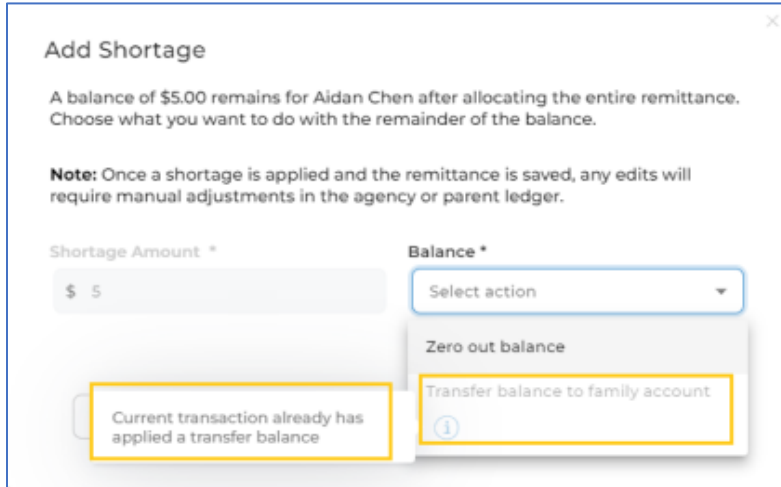 Add Shortage
A balance of $5.00 remains for Aidan Chen after allocating the entire remittance.
Choose what you want to do with the remainder of the balance.
Note: Once a shortage is applied and the remittance is saved, any edits will
require manual adjustments in the agency or parent ledger.
Shortage Amount *
Balance *
$ 5
Select action
Zero out balance
Transfer balance to family account
i
Current transaction already has
applied a transfer balance